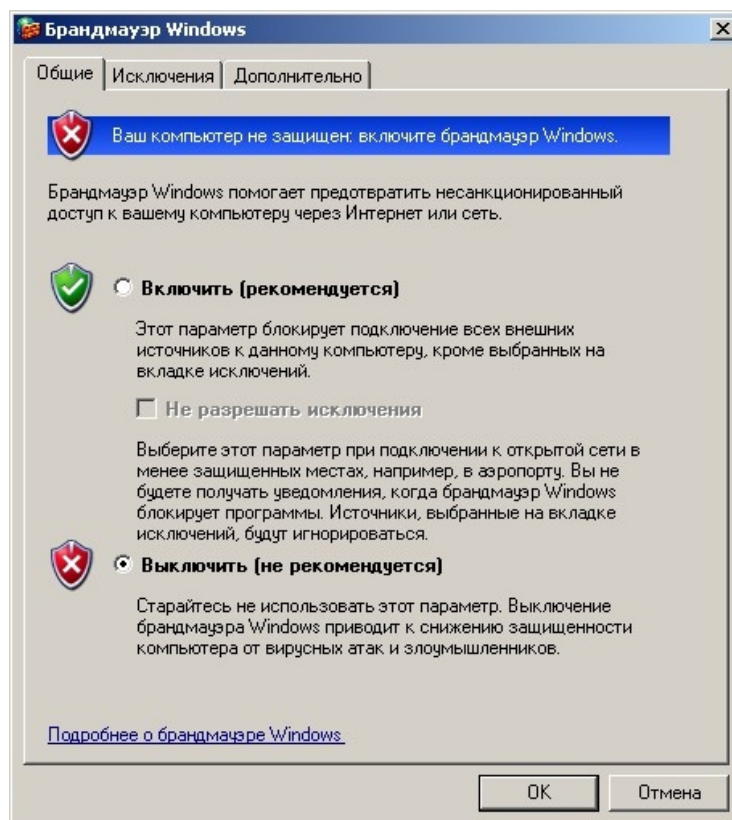 Брандмауэр Windows
Общие Исключения Дополнительно
Ваш компьютер не защищен: включите брандмауэр Windows.
Брандмауэр Windows помогает предотвратить несанкционированный
доступ к вашему компьютеру через Интернет или сеть.
Включить (рекомендуется)
Этот параметр блокирует подключение всех внешних
источников к данному компьютеру, кроме выбранных на
вкладке исключений.
Не разрешать исключения
Выберите этот параметр при подключении к открытой сети в
менее защищенных местах, например, в аэропорту. Вы не
будете получать уведомления, когда брандмауэр Windows
блокирует программы. Источники, выбранные на вкладке
исключений, будут игнорироваться.
Выключить (не рекомендуется)
Старайтесь не использовать этот параметр. Выключение
брандмауэра Windows приводит к снижению защищенности
компьютера от вирусных атак и злоумышленников.
Подробнее о брандмауэре Windows
OK Отмена